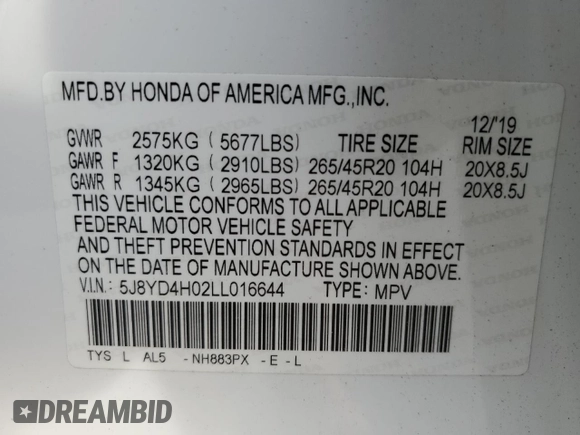 MFD.BY HONDA OF AMERICA MFG.,INC.
12/'19
GVWR 2575KG (5677LBS) TIRE SIZE RIM SIZE
GAWR F 1320KG (2910LBS) 265/45R20 104H 20X8.5J
GAWR R 1345KG (2965LBS) 265/45R20 104H 20X8.5J
THIS VEHICLE CONFORMS TO ALL APPLICABLE
FEDERAL MOTOR VEHICLE SAFETY
AND THEFT PREVENTION STANDARDS IN EFFECT
ON THE DATE OF MANUFACTURE SHOWN ABOVE.
V.I.N.: 5J8YD4H02LL016644 TYPE: MPV
TYS L AL5 -NH883PX -E -L
DREAMBID